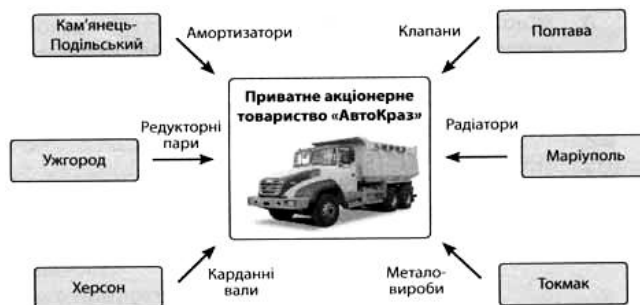 Кам’янець-
Подільський
Амортизатори
Клапани
Полтава
Приватне акціонерне
товариство «АвтоКраз»
Ужгород
Редукторні
пари
Радіатори
Маріуполь
Херсон
Карданні
вали
Метало-
вироби
Токмак